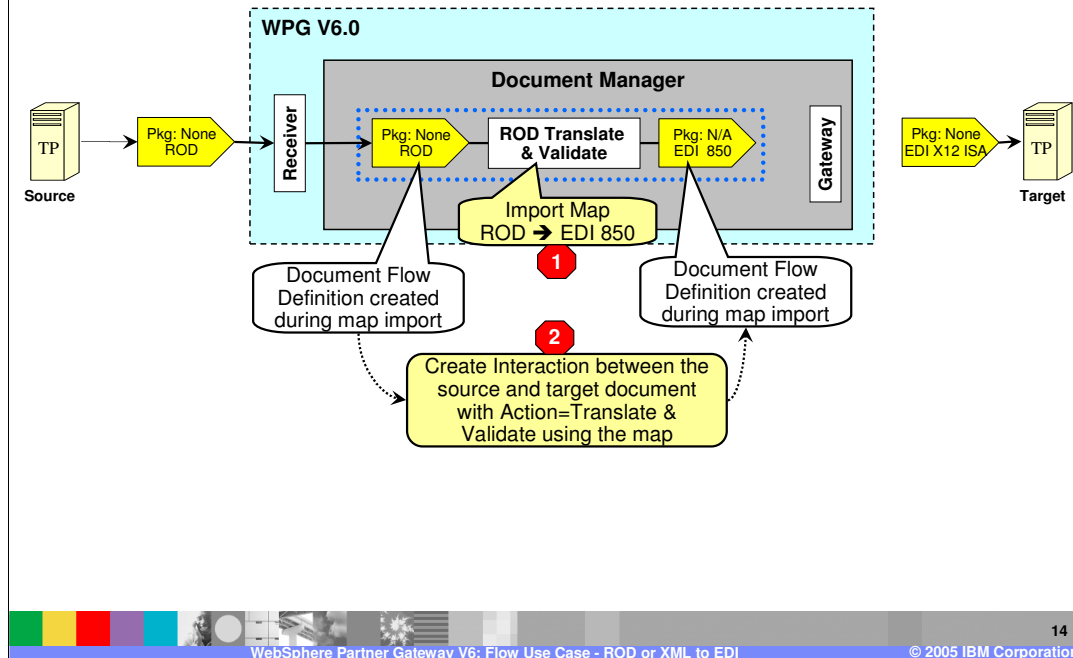 WPG V6.0
Document Manager
TP
Source
Pkg: None
ROD
Receiver
Pkg: None
ROD
ROD Translate
& Validate
Pkg: N/A
EDI 850
Gateway
Pkg: None
EDI X12 ISA
TP
Target
Import Map
ROD ➔ EDI 850
1
Document Flow
Definition created
during map import
Document Flow
Definition created
during map import
2
Create Interaction between the
source and target document
with Action=Translate &
Validate using the map
14
WebSphere Partner Gateway V6: Flow Use Case - ROD or XML to EDI
© 2005 IBM Corporation